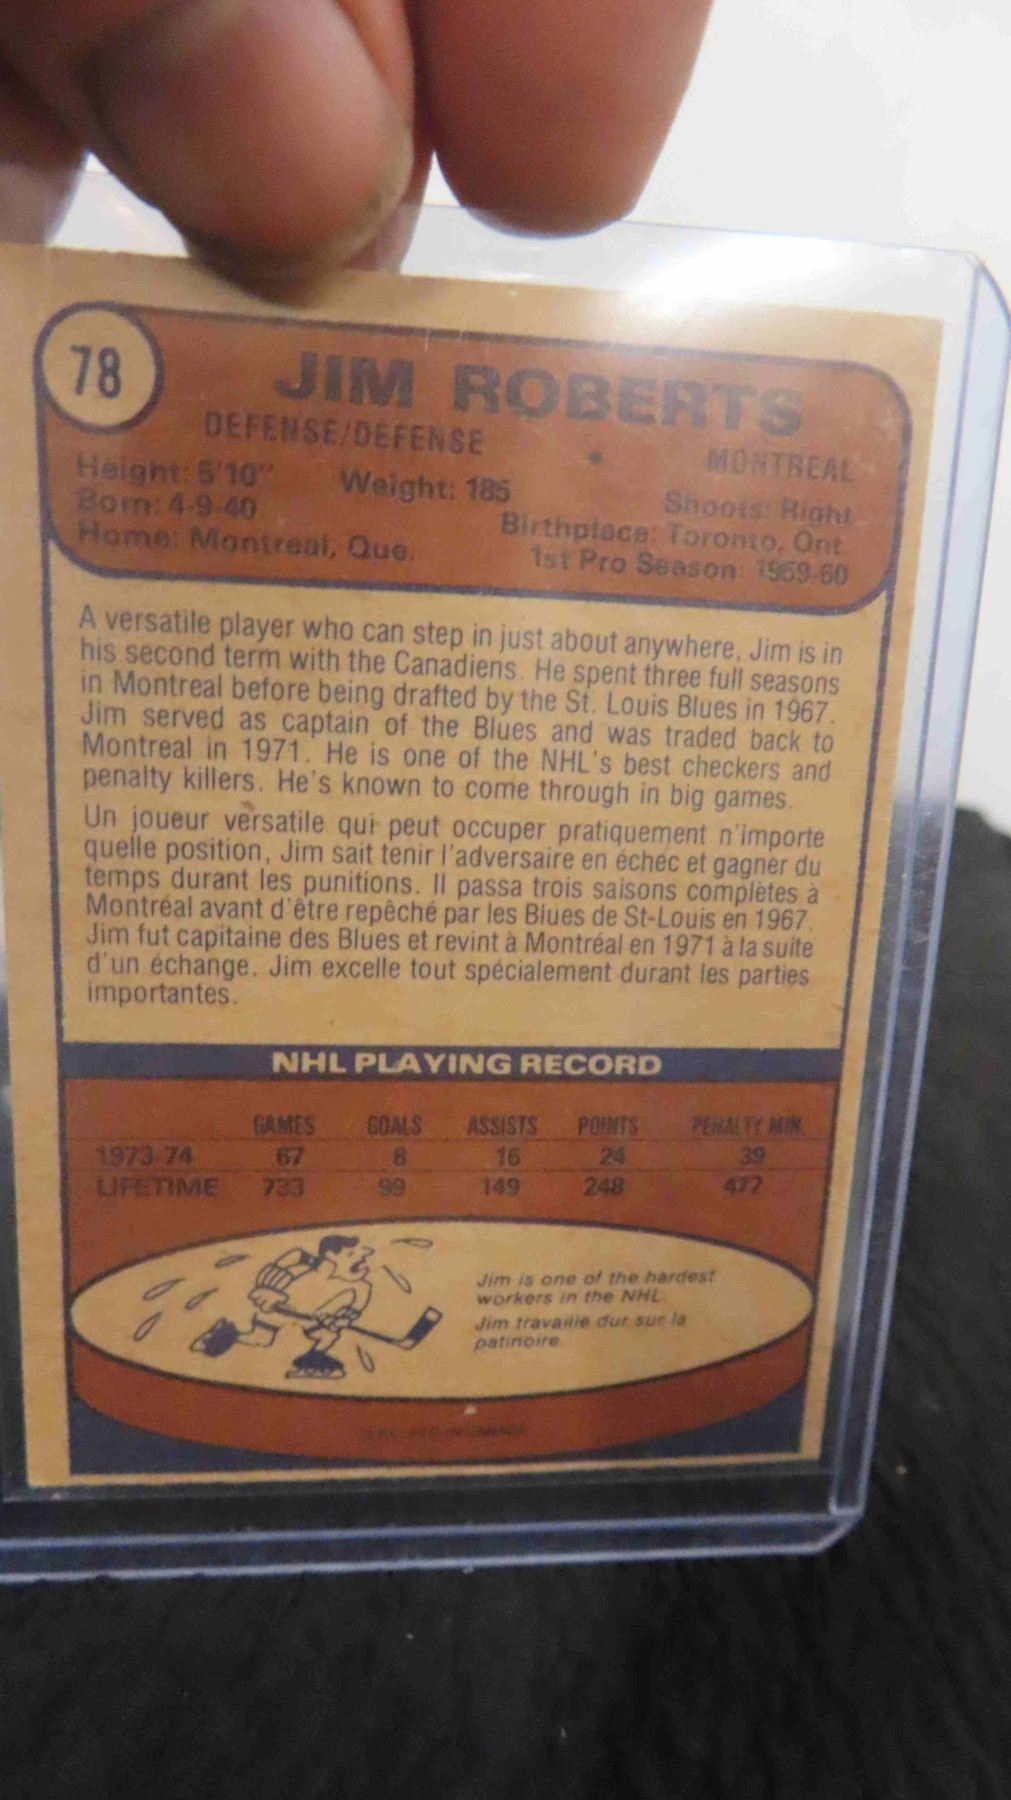 78
JIM ROBERTS
DEFENSE/DEFENSE • MONTREAL
Height: 5'10" Weight: 185 Shoots: Right
Born: 4-9-40 Birthplace: Toronto, Ont.
Home: Montreal, Que. 1st Pro Season: 1959-60
A versatile player who can step in just about anywhere, Jim is in
his second term with the Canadiens. He spent three full seasons
in Montreal before being drafted by the St. Louis Blues in 1967.
Jim served as captain of the Blues and was traded back to
Montreal in 1971. He is one of the NHL's best checkers and
penalty killers. He's known to come through in big games.
Un joueur versatile qui peut occuper pratiquement n'importe
quelle position, Jim sait tenir l'adversaire en échec et gagner du
temps durant les punitions. Il passa trois saisons complètes à
Montréal avant d'être repêché par les Blues de St-Louis en 1967.
Jim fut capitaine des Blues et revint à Montréal en 1971 à la suite
d'un échange. Jim excelle tout spécialement durant les parties
importantes.
NHL PLAYING RECORD
GAMES GOALS ASSISTS POINTS PENALTY MIN.
1973-74 67 8 16 24 39
LIFETIME 733 99 149 248 477
Jim is one of the hardest
workers in the NHL.
Jim travaille dur sur la
patinoire.
IN CANADA